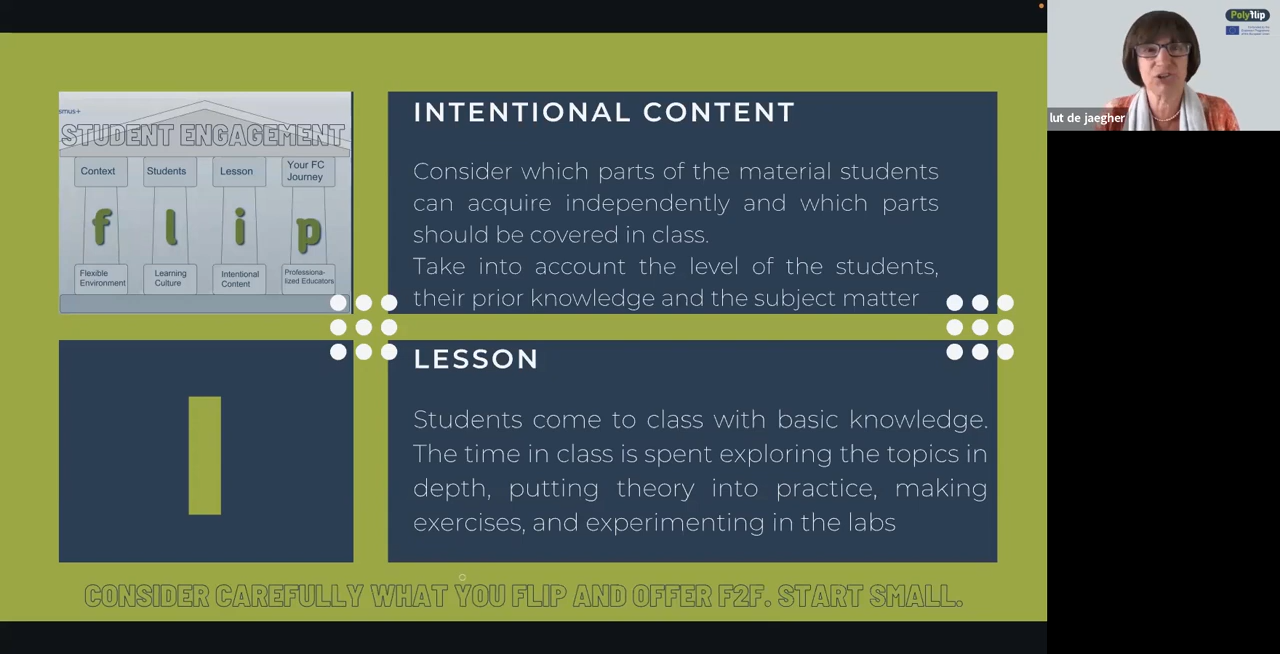 smus+
STUDENT ENGAGEMENT
Context
Students
Lesson
Your FC
Journey
f l i p
Flexible
Environment
Learning
Culture
Intentional
Content
Professiona-
lized Educators
INTENTIONAL CONTENT
Consider which parts of the material students
can acquire independently and which parts
should be covered in class.
Take into account the level of the students,
their prior knowledge and the subject matter
I
LESSON
Students come to class with basic knowledge.
The time in class is spent exploring the topics in
depth, putting theory into practice, making
exercises, and experimenting in the labs
CONSIDER CAREFULLY WHAT YOU FLIP AND OFFER F2F. START SMALL.
Polyflip
lut de jaegher